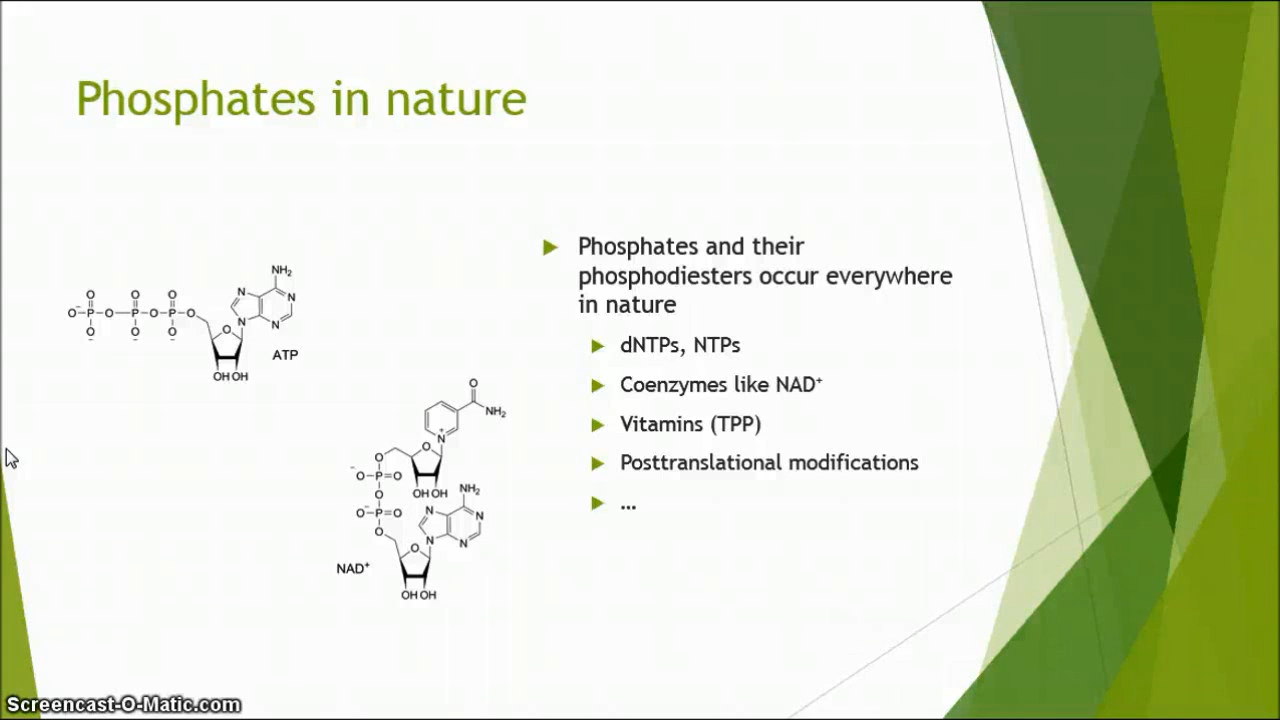 Phosphates in nature
Phosphates and their
phosphodiesters occur everywhere
in nature
dNTPs, NTPs
Coenzymes like NAD⁺
Vitamins (TPP)
Posttranslational modifications
...
NH₂
N
N
N
N
O
O
O
O⁻
P
O
P
O
P
O
O
O
O
O
OH OH
ATP
O
NH₂
N⁺
O
O
⁻O
P
O
O
OH OH
⁻O
P
O
O
NH₂
N
N
N
N
O
OH OH
NAD⁺
Screencast-O-Matic.com